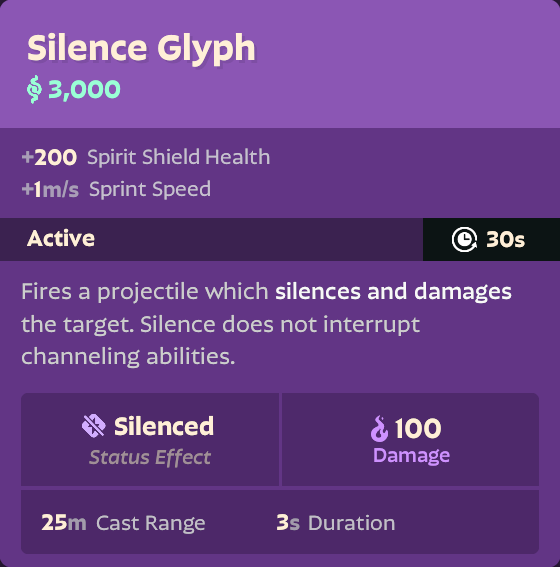 Silence Glyph
3,000
+200 Spirit Shield Health
+1m/s Sprint Speed
Active 30s
Fires a projectile which silences and damages
the target. Silence does not interrupt
channeling abilities.
Silenced
Status Effect
100
Damage
25m Cast Range 3s Duration